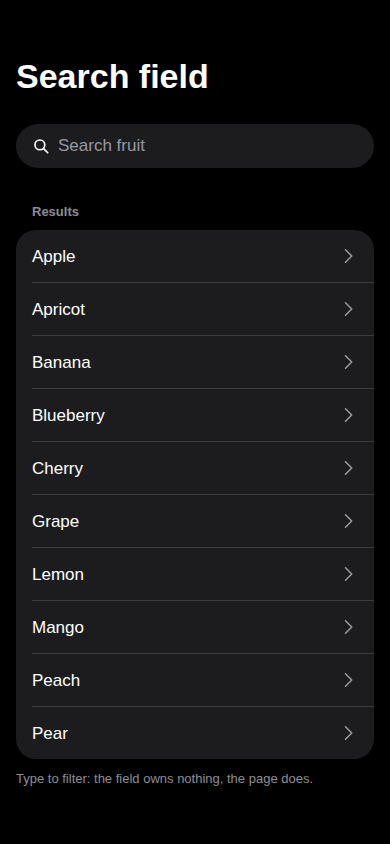 Search field
Search fruit
Results
Apple
Apricot
Banana
Blueberry
Cherry
Grape
Lemon
Mango
Peach
Pear
Type to filter: the field owns nothing, the page does.